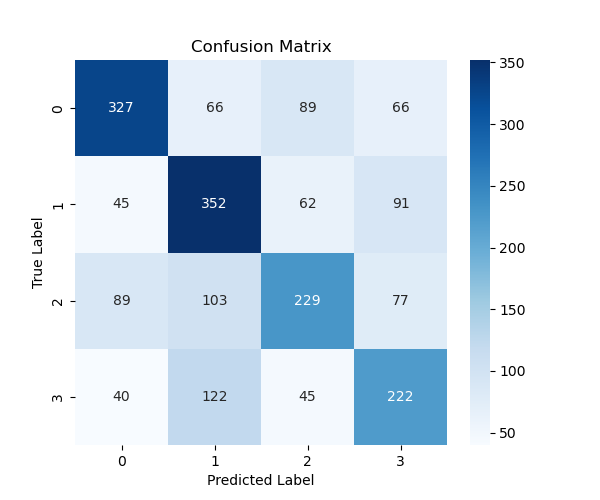 Confusion Matrix
0 327 66 89 66
1 45 352 62 91
2 89 103 229 77
3 40 122 45 222
0 1 2 3
Predicted Label
True Label
350
300
250
200
150
100
50